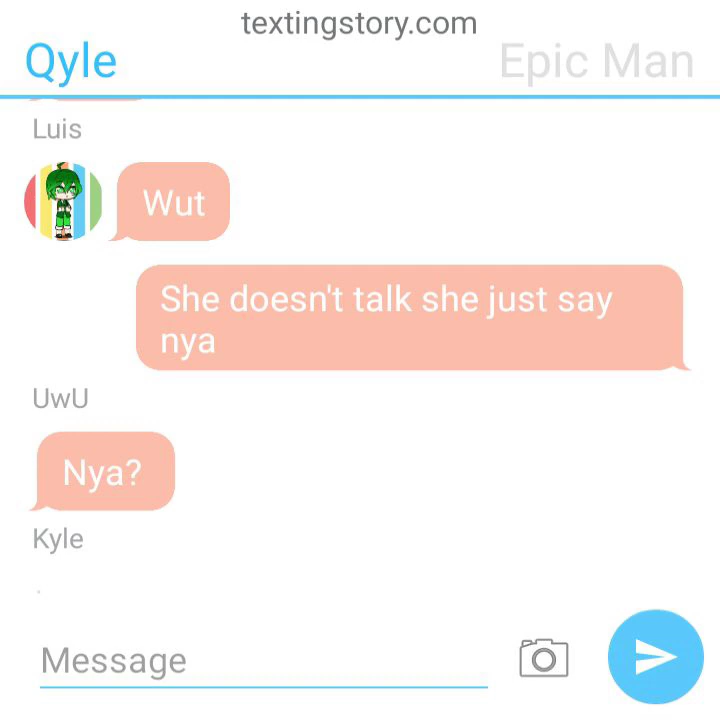 textingstory.com
Qyle
Epic Man
Luis
Wut
She doesn't talk she just say
nya
UwU
Nya?
Kyle
Message